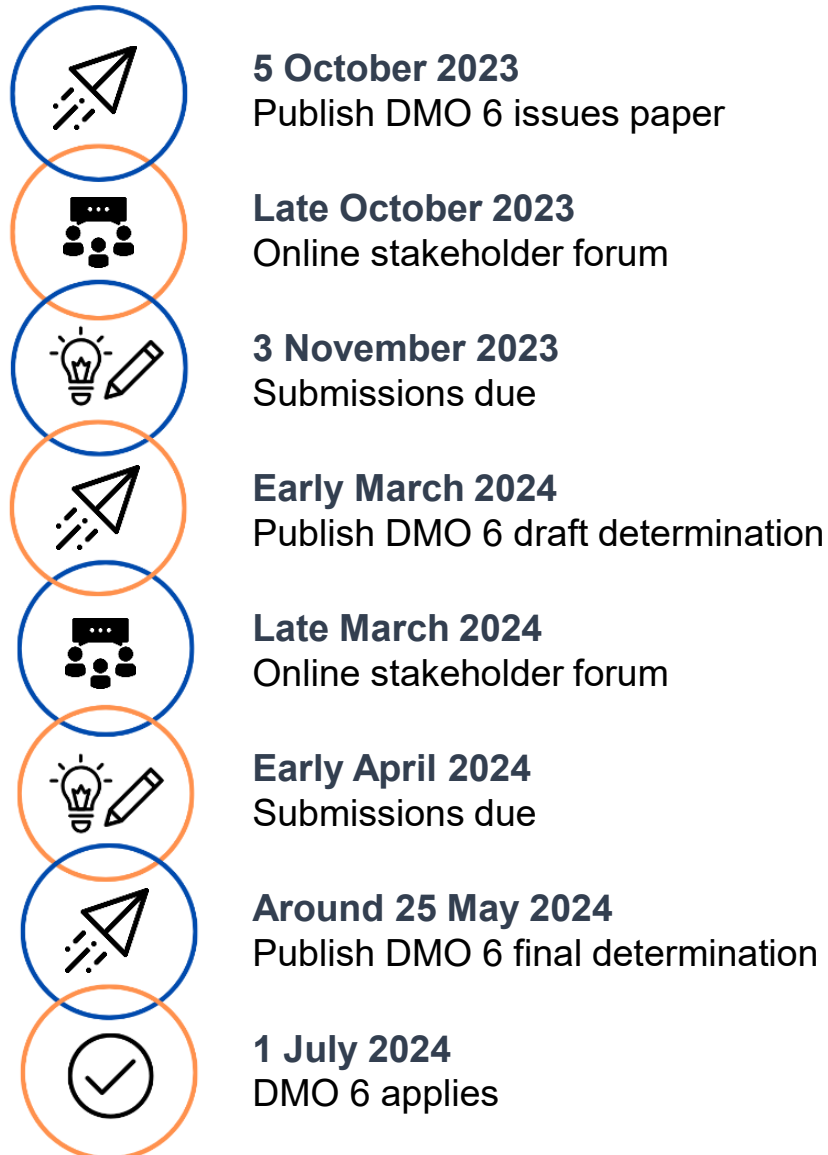 5 October 2023
Publish DMO 6 issues paper
Late October 2023
Online stakeholder forum
3 November 2023
Submissions due
Early March 2024
Publish DMO 6 draft determination
Late March 2024
Online stakeholder forum
Early April 2024
Submissions due
Around 25 May 2024
Publish DMO 6 final determination
1 July 2024
DMO 6 applies